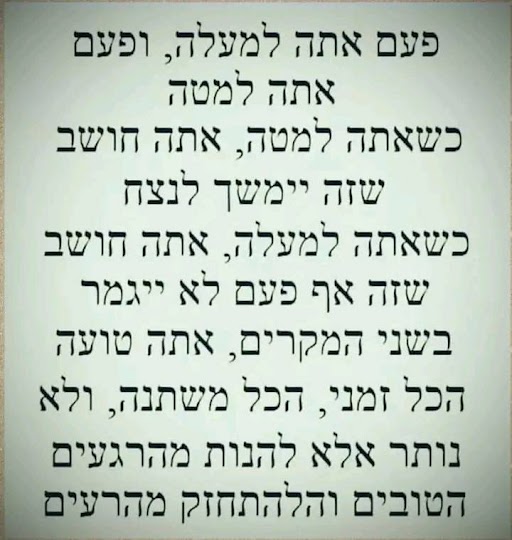 פעם אתה למעלה, ופעם
אתה למטה
כשאתה למטה, אתה חושב
שזה יימשך לנצח
כשאתה למעלה, אתה חושב
שזה אף פעם לא ייגמר
בשני המקרים, אתה טועה
הכל זמני, הכל משתנה, ולא
נותר אלא להנות מהרגעים
הטובים והלהתחזק מהרעים